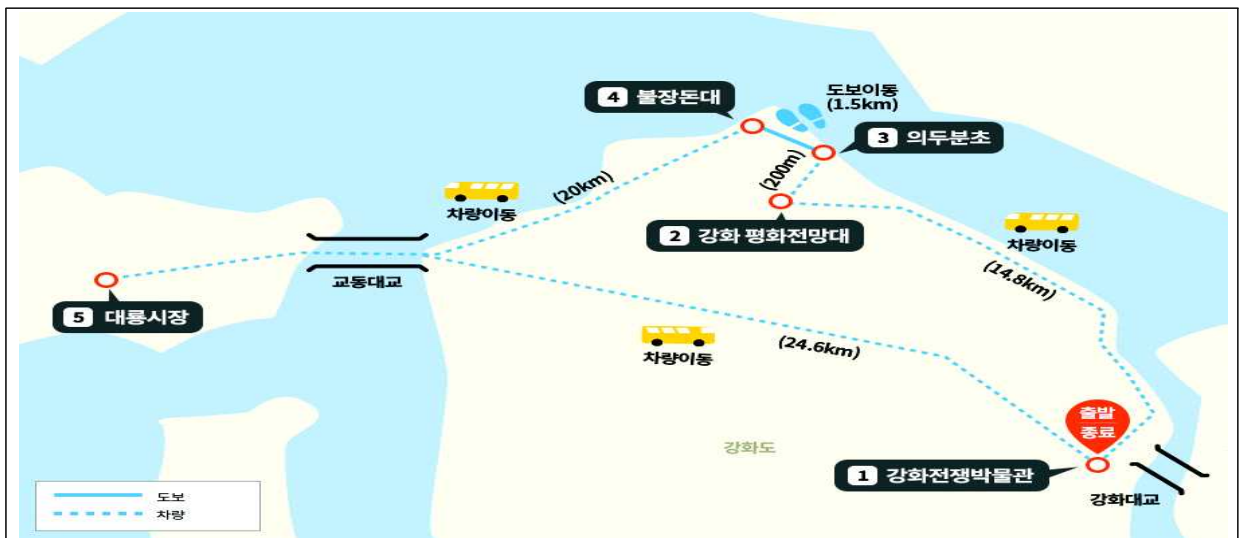 4 불장돈대
도보이동
(1.5km)
3 의두분초
(200m)
(20km)
차량이동
2 강화 평화전망대
차량이동
(14.8km)
교동대교
5 대룡시장
차량이동
(24.6km)
출발
종료
강화도
1 강화전쟁박물관
강화대교
도보
차량